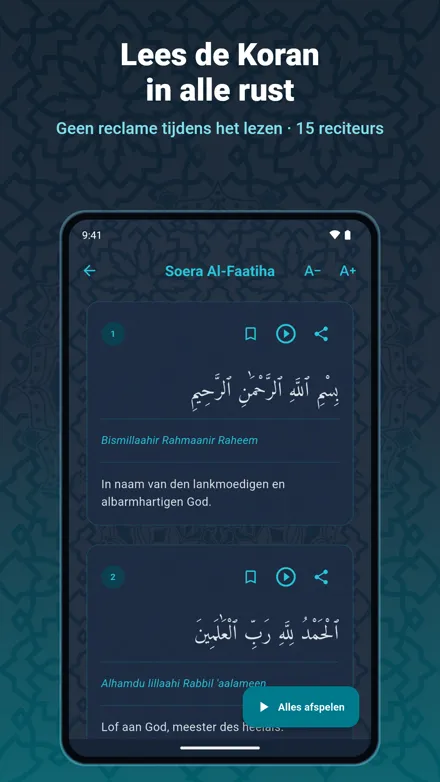 Lees de Koran
in alle rust
Geen reclame tijdens het lezen · 15 reciteurs
9:41
Soera Al-Faatiha A− A+
1
بِسْمِ ٱللَّهِ ٱلرَّحْمَٰنِ ٱلرَّحِيمِ
Bismillaahir Rahmaanir Raheem
In naam van den lankmoedigen en
albarmhartigen God.
2
ٱلْحَمْدُ لِلَّهِ رَبِّ ٱلْعَٰلَمِينَ
Alhamdu lillaahi Rabbil 'aalameen
Alles afspelen
Lof aan God, meester des heelals.